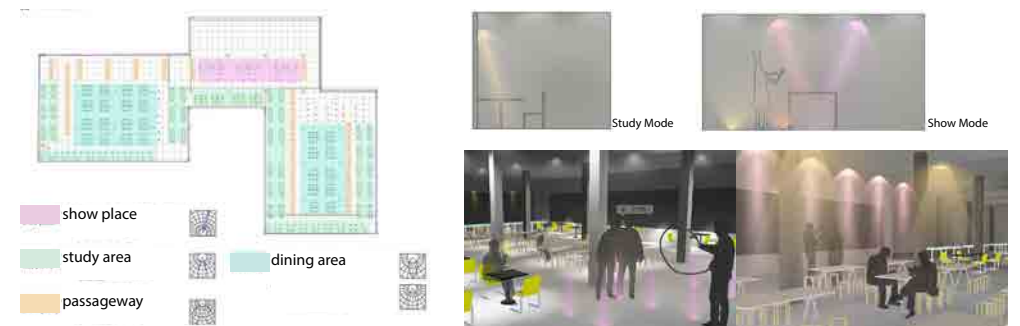 show place
study area
dining area
passageway
Study Mode
Show Mode